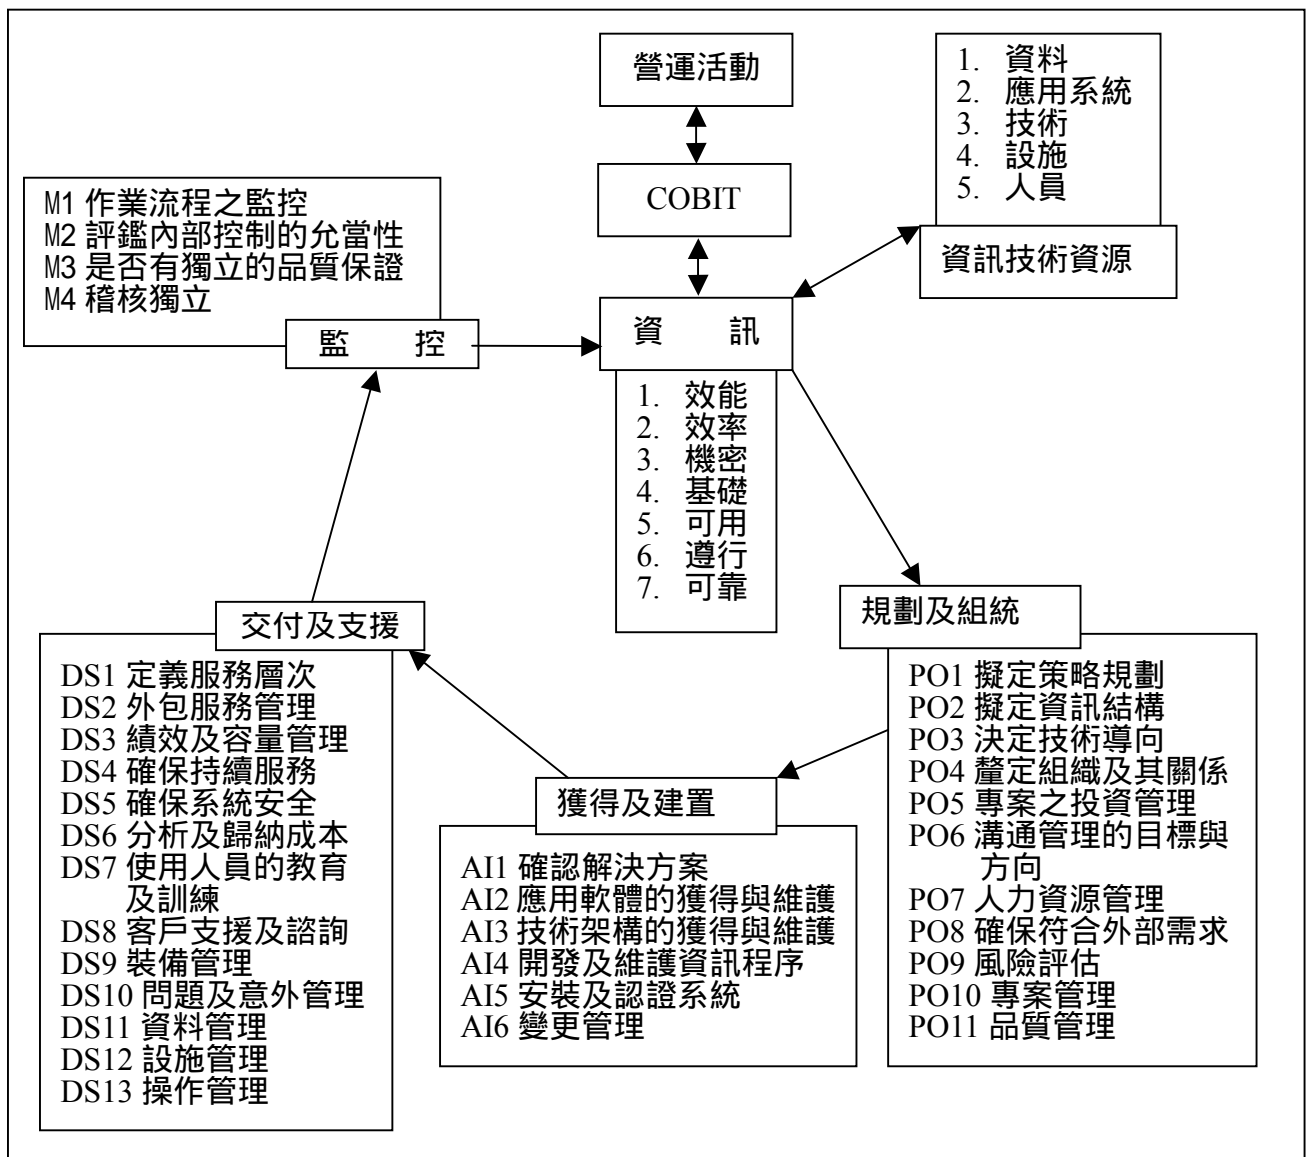 營運活動
COBIT
1. 資料
2. 應用系統
3. 技術
4. 設施
5. 人員
資訊技術資源
M1 作業流程之監控
M2 評鑑內部控制的允當性
M3 是否有獨立的品質保證
M4 稽核獨立
監 控
資 訊
1. 效能
2. 效率
3. 機密
4. 基礎
5. 可用
6. 遵行
7. 可靠
規劃及組統
PO1 擬定策略規劃
PO2 擬定資訊結構
PO3 決定技術導向
PO4 釐定組織及其關係
PO5 專案之投資管理
PO6 溝通管理的目標與
方向
PO7 人力資源管理
PO8 確保符合外部需求
PO9 風險評估
PO10 專案管理
PO11 品質管理
獲得及建置
AI1 確認解決方案
AI2 應用軟體的獲得與維護
AI3 技術架構的獲得與維護
AI4 開發及維護資訊程序
AI5 安裝及認證系統
AI6 變更管理
交付及支援
DS1 定義服務層次
DS2 外包服務管理
DS3 績效及容量管理
DS4 確保持續服務
DS5 確保系統安全
DS6 分析及歸納成本
DS7 使用人員的教育
及訓練
DS8 客戶支援及諮詢
DS9 裝備管理
DS10 問題及意外管理
DS11 資料管理
DS12 設施管理
DS13 操作管理